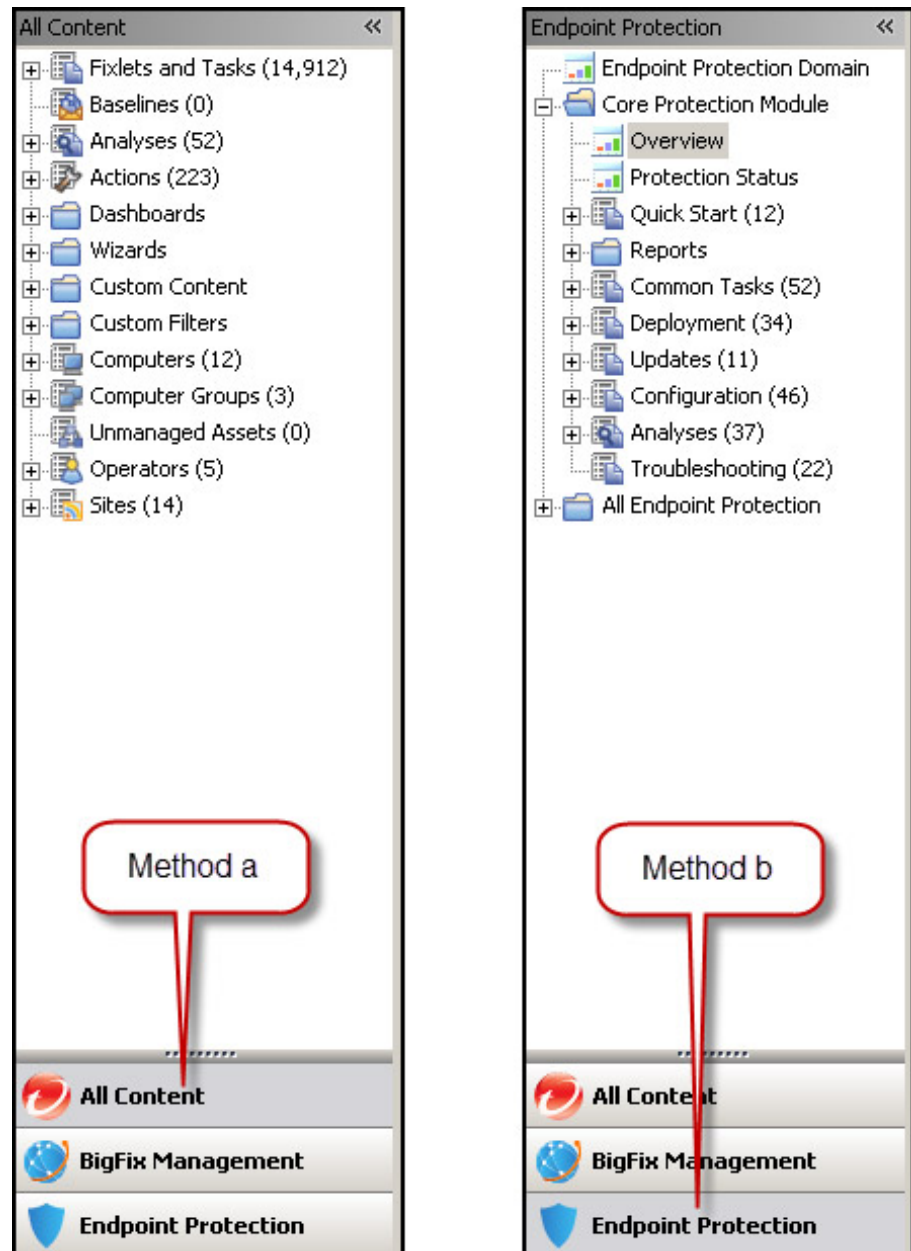 All Content
Fixlets and Tasks (14,912)
Baselines (0)
Analyses (52)
Actions (223)
Dashboards
Wizards
Custom Content
Custom Filters
Computers (12)
Computer Groups (3)
Unmanaged Assets (0)
Operators (5)
Sites (14)
Method a
All Content
BigFix Management
Endpoint Protection
Endpoint Protection
Endpoint Protection Domain
Core Protection Module
Overview
Protection Status
Quick Start (12)
Reports
Common Tasks (52)
Deployment (34)
Updates (11)
Configuration (46)
Analyses (37)
Troubleshooting (22)
All Endpoint Protection
Method b
All Content
BigFix Management
Endpoint Protection